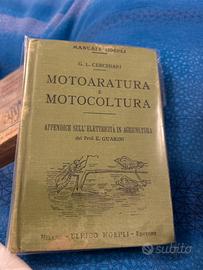 MANUALI HOEPLI
G. L. CERCHIARI
MOTOARATURA
E
MOTOCOLTURA
APPENDICE SULL'ELETTRICITÀ IN AGRICOLTURA
del Prof. E. GUARINI
MILANO - ULRICO HOEPLI - EDITORE
subito